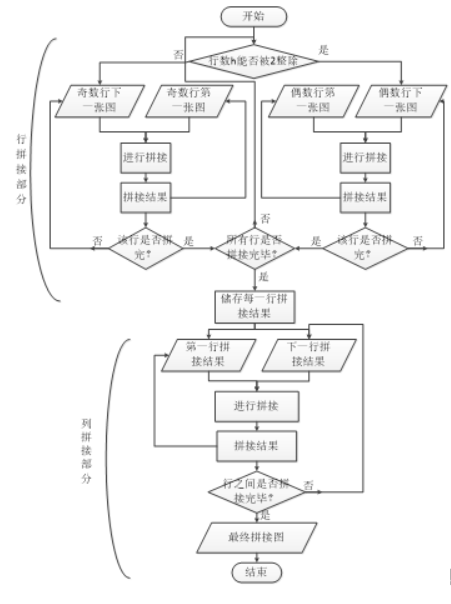 开始
行数h能否被2整除
否
是
奇数行下
一张图
奇数行第
一张图
偶数行第
一张图
偶数行下
一张图
进行拼接
进行拼接
拼接结果
拼接结果
行拼接部分
否
该行是否拼
完?
是
否
所有行是否
拼接完毕?
是
该行是否拼
完?
否
是
储存每一行拼
接结果
第一行拼
接结果
下一行拼
接结果
进行拼接
列拼接部分
拼接结果
行之间是否拼
接完毕?
否
是
最终拼接图
结束